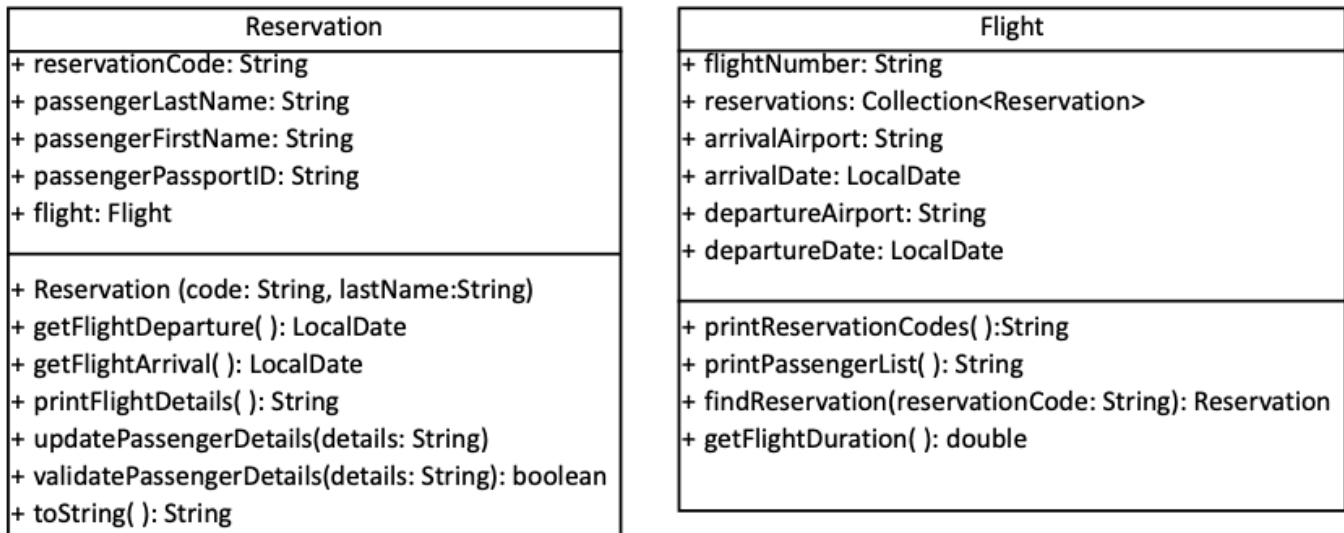 Reservation
+ reservationCode: String
+ passengerLastName: String
+ passengerFirstName: String
+ passengerPassportID: String
+ flight: Flight
+ Reservation (code: String, lastName:String)
+ getFlightDeparture( ): LocalDate
+ getFlightArrival( ): LocalDate
+ printFlightDetails( ): String
+ updatePassengerDetails(details: String)
+ validatePassengerDetails(details: String): boolean
+ toString( ): String
Flight
+ flightNumber: String
+ reservations: Collection<Reservation>
+ arrivalAirport: String
+ arrivalDate: LocalDate
+ departureAirport: String
+ departureDate: LocalDate
+ printReservationCodes( ):String
+ printPassengerList( ): String
+ findReservation(reservationCode: String): Reservation
+ getFlightDuration( ): double